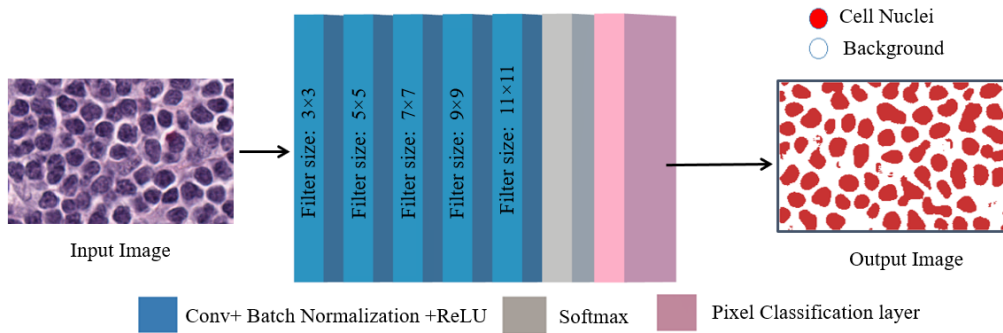 Cell Nuclei
Background
Filter size: 3×3
Filter size: 5×5
Filter size: 7×7
Filter size: 9×9
Filter size: 11×11
Input Image
Output Image
Conv+ Batch Normalization +ReLU
Softmax
Pixel Classification layer